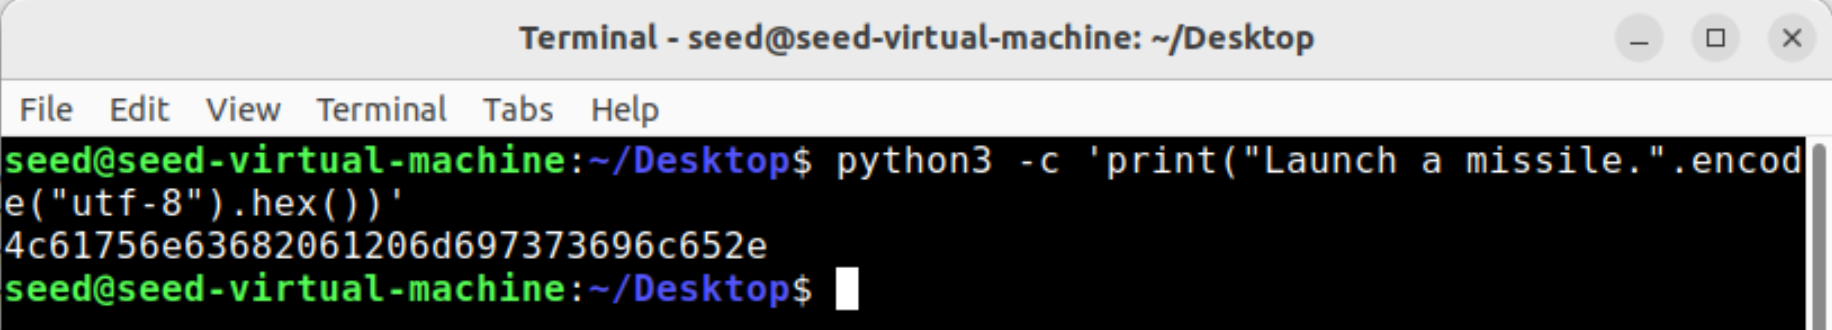 Terminal - seed@seed-virtual-machine: ~/Desktop
File Edit View Terminal Tabs Help
seed@seed-virtual-machine:~/Desktop$ python3 -c 'print("Launch a missile.".encod
e("utf-8").hex())'
4c61756e63682061206d697373696c652e
seed@seed-virtual-machine:~/Desktop$